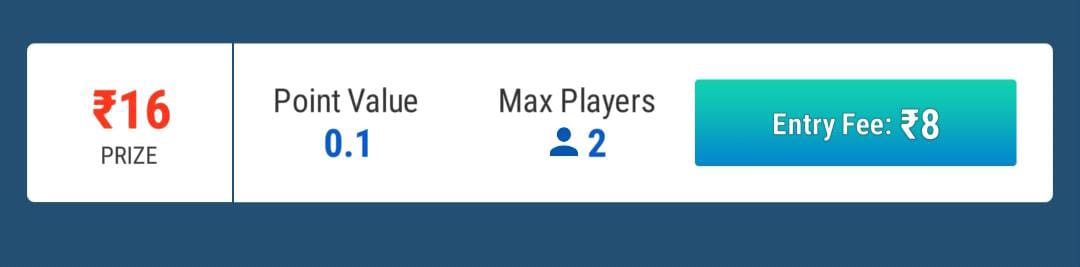 ₹16
PRIZE
Point Value
0.1
Max Players
2
Entry Fee: ₹8